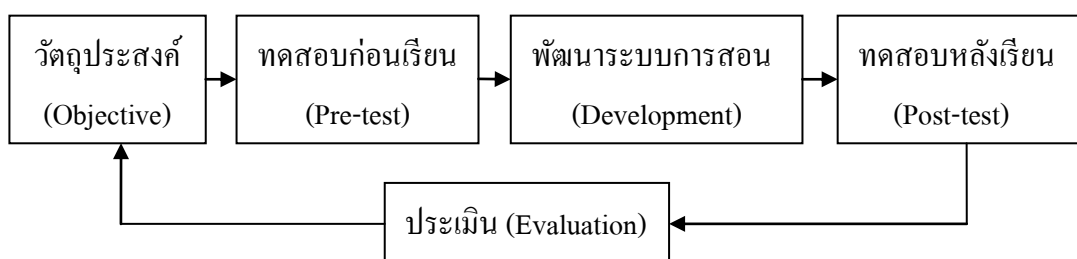 วัตถุประสงค์
(Objective)
ทดสอบก่อนเรียน
(Pre-test)
พัฒนาระบบการสอน
(Development)
ทดสอบหลังเรียน
(Post-test)
ประเมิน (Evaluation)